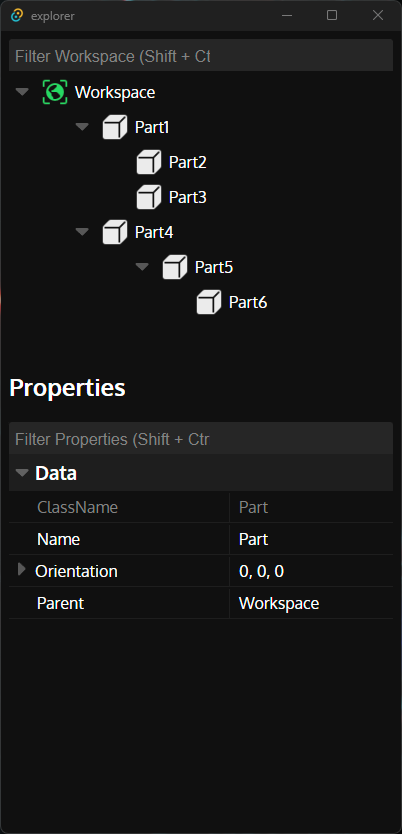 explorer
Filter Workspace (Shift + Ct
Workspace
Part1
Part2
Part3
Part4
Part5
Part6
Properties
Filter Properties (Shift + Ctr
Data
ClassName Part
Name Part
Orientation 0, 0, 0
Parent Workspace